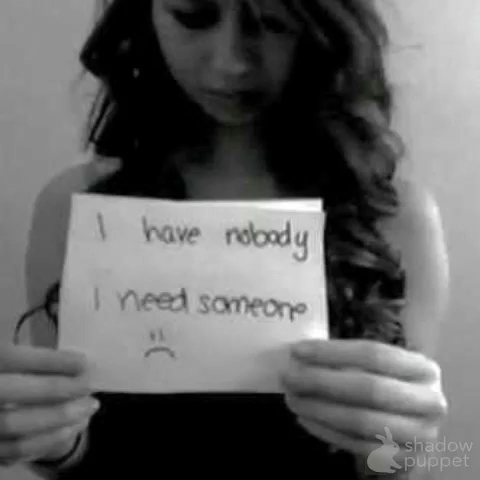 I have nobody
I need someone
:(
shadow
puppet